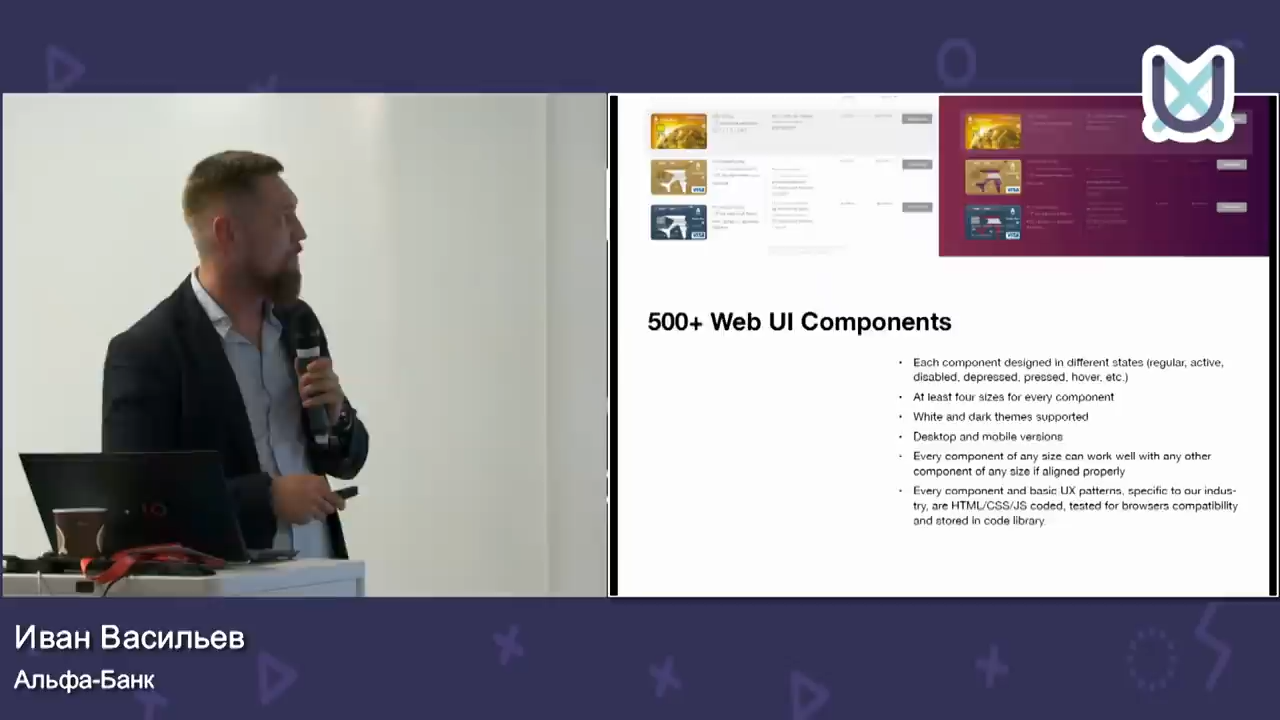 500+ Web UI Components
• Each component designed in different states (regular, active,
disabled, depressed, pressed, hover, etc.)
• At least four sizes for every component
• White and dark themes supported
• Desktop and mobile versions
• Every component of any size can work well with any other
component of any size if aligned properly
• Every component and basic UX patterns, specific to our indus-
try, are HTML/CSS/JS coded, tested for browsers compatibility
and stored in code library.
Иван Васильев
Альфа-Банк